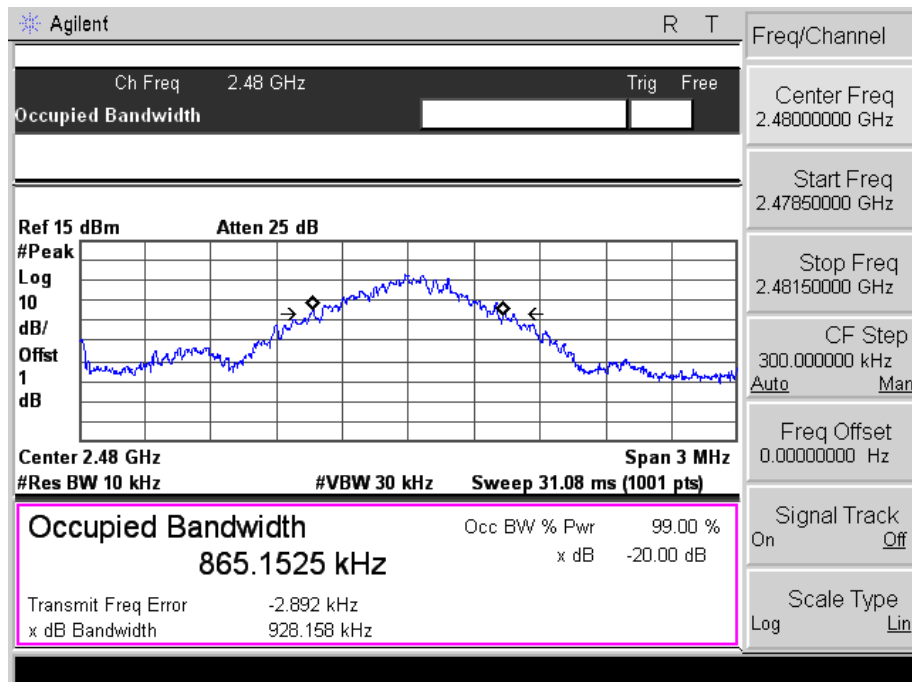 Agilent R T
Freq/Channel
Ch Freq 2.48 GHz Trig Free
Occupied Bandwidth
Center Freq
2.48000000 GHz
Start Freq
2.47850000 GHz
Stop Freq
2.48150000 GHz
CF Step
300.000000 kHz
Auto Man
Freq Offset
0.00000000 Hz
Signal Track
On Off
Scale Type
Log Lin
Ref 15 dBm Atten 25 dB
#Peak
Log
10
dB/
Offst
1
dB
Center 2.48 GHz Span 3 MHz
#Res BW 10 kHz #VBW 30 kHz Sweep 31.08 ms (1001 pts)
Occupied Bandwidth Occ BW % Pwr 99.00 %
865.1525 kHz x dB -20.00 dB
Transmit Freq Error -2.892 kHz
x dB Bandwidth 928.158 kHz